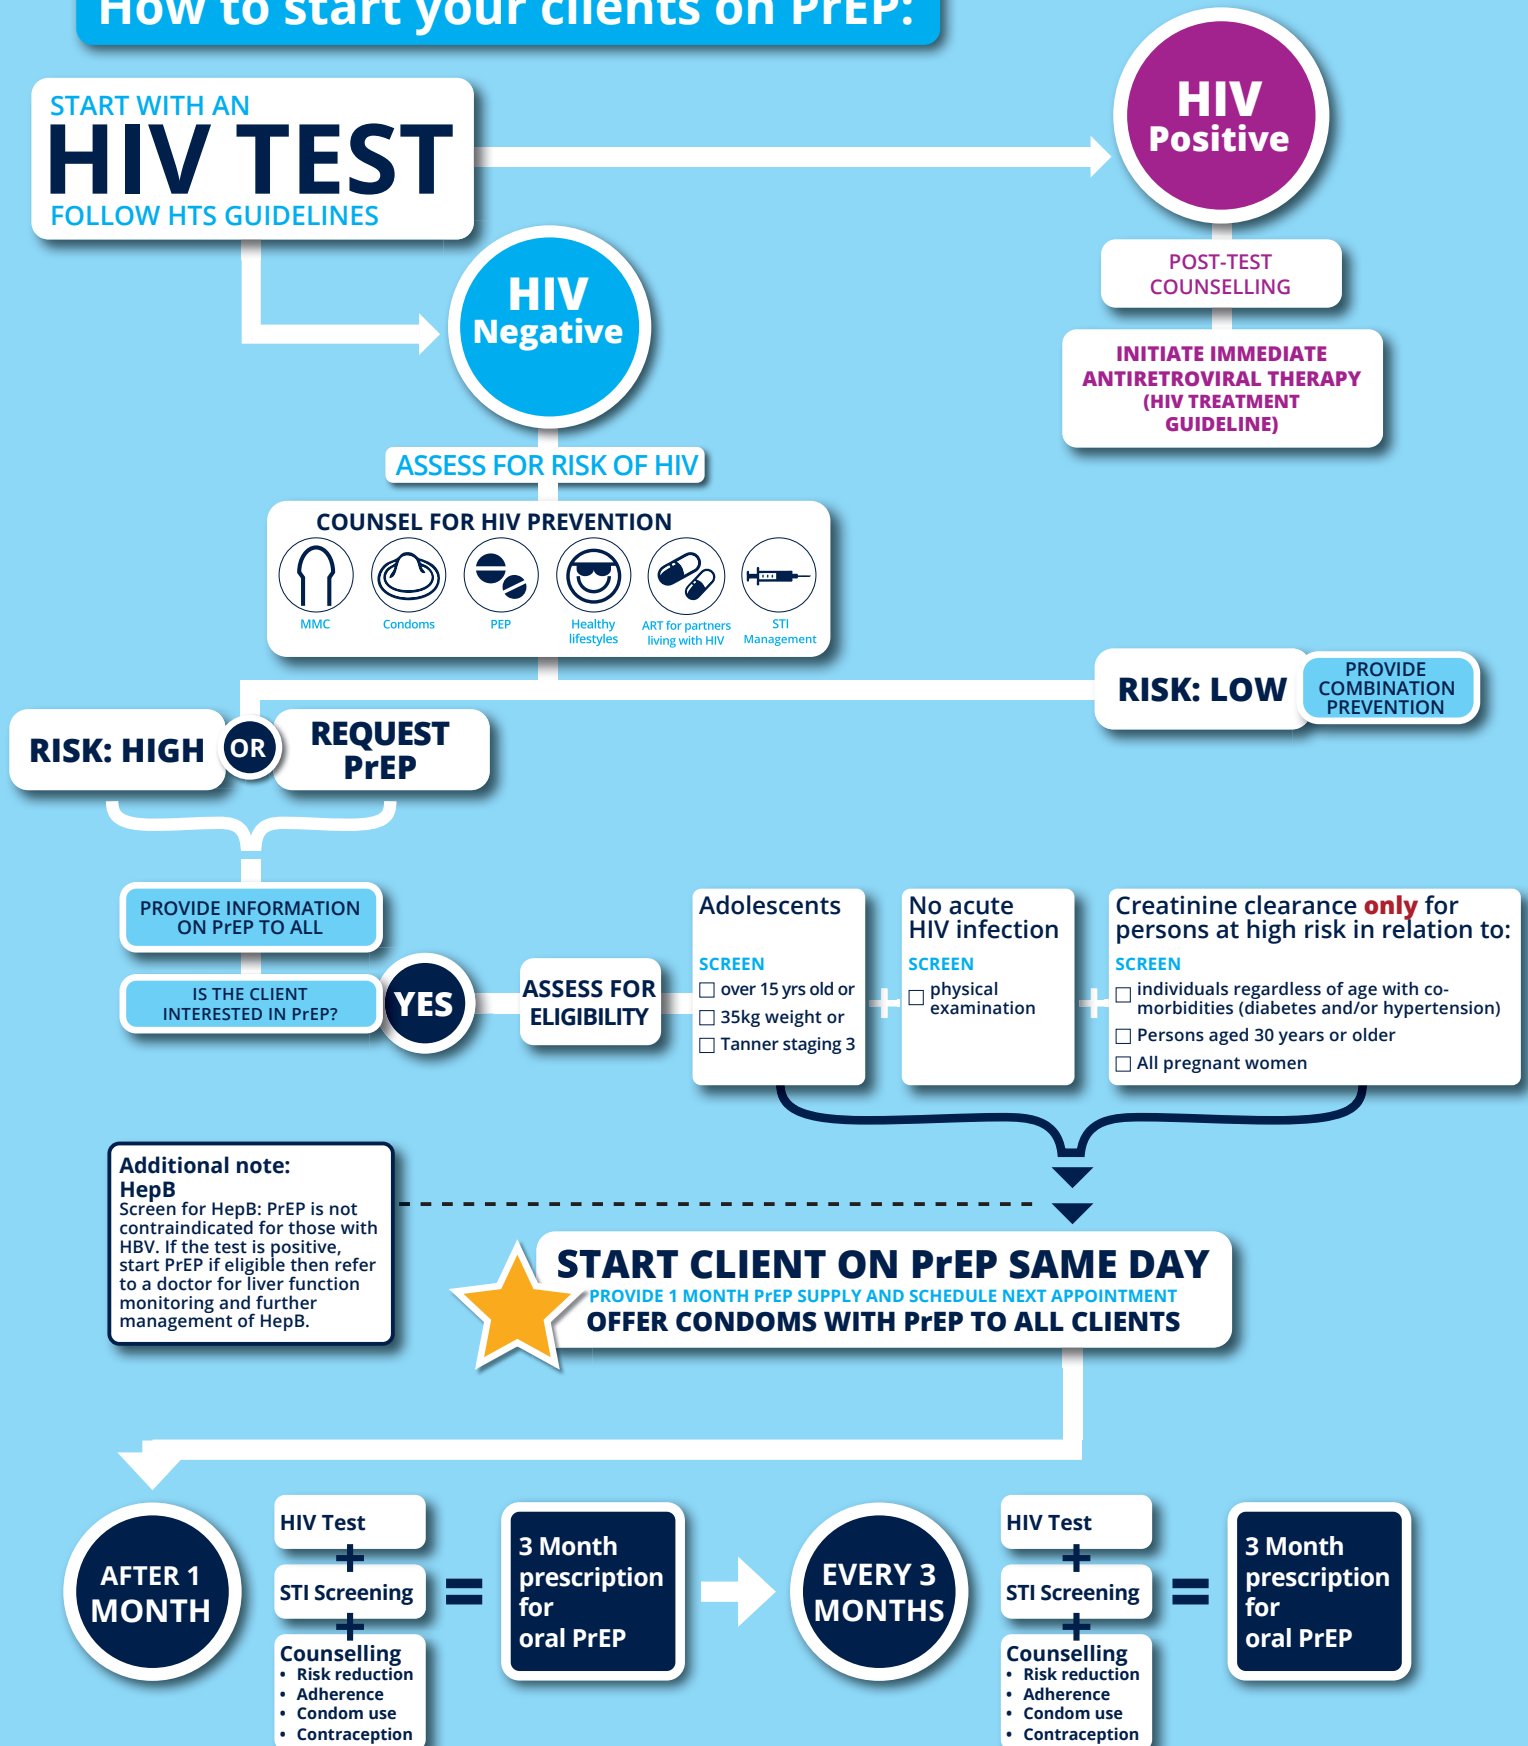 How to start your clients on PrEP:
START WITH AN
HIV TEST
FOLLOW HTS GUIDELINES
HIV
Positive
POST-TEST
COUNSELLING
INITIATE IMMEDIATE
ANTIRETROVIRAL THERAPY
(HIV TREATMENT
GUIDELINE)
HIV
Negative
ASSESS FOR RISK OF HIV
COUNSEL FOR HIV PREVENTION
MMC
Condoms
PEP
Healthy
lifestyles
ART for partners
living with HIV
STI
Management
RISK: LOW
PROVIDE
COMBINATION
PREVENTION
RISK: HIGH
OR
REQUEST
PrEP
PROVIDE INFORMATION
ON PrEP TO ALL
IS THE CLIENT
INTERESTED IN PrEP?
YES
ASSESS FOR
ELIGIBILITY
Adolescents
SCREEN
over 15 yrs old or
35kg weight or
Tanner staging 3
+
No acute
HIV infection
SCREEN
physical
examination
+
Creatinine clearance only for
persons at high risk in relation to:
SCREEN
individuals regardless of age with co-
morbidities (diabetes and/or hypertension)
Persons aged 30 years or older
All pregnant women
Additional note:
HepB
Screen for HepB: PrEP is not
contraindicated for those with
HBV. If the test is positive,
start PrEP if eligible then refer
to a doctor for liver function
monitoring and further
management of HepB.
START CLIENT ON PrEP SAME DAY
PROVIDE 1 MONTH PrEP SUPPLY AND SCHEDULE NEXT APPOINTMENT
OFFER CONDOMS WITH PrEP TO ALL CLIENTS
AFTER 1
MONTH
HIV Test
+
STI Screening
+
Counselling
• Risk reduction
• Adherence
• Condom use
• Contraception
=
3 Month
prescription
for
oral PrEP
EVERY 3
MONTHS
HIV Test
+
STI Screening
+
Counselling
• Risk reduction
• Adherence
• Condom use
• Contraception
=
3 Month
prescription
for
oral PrEP